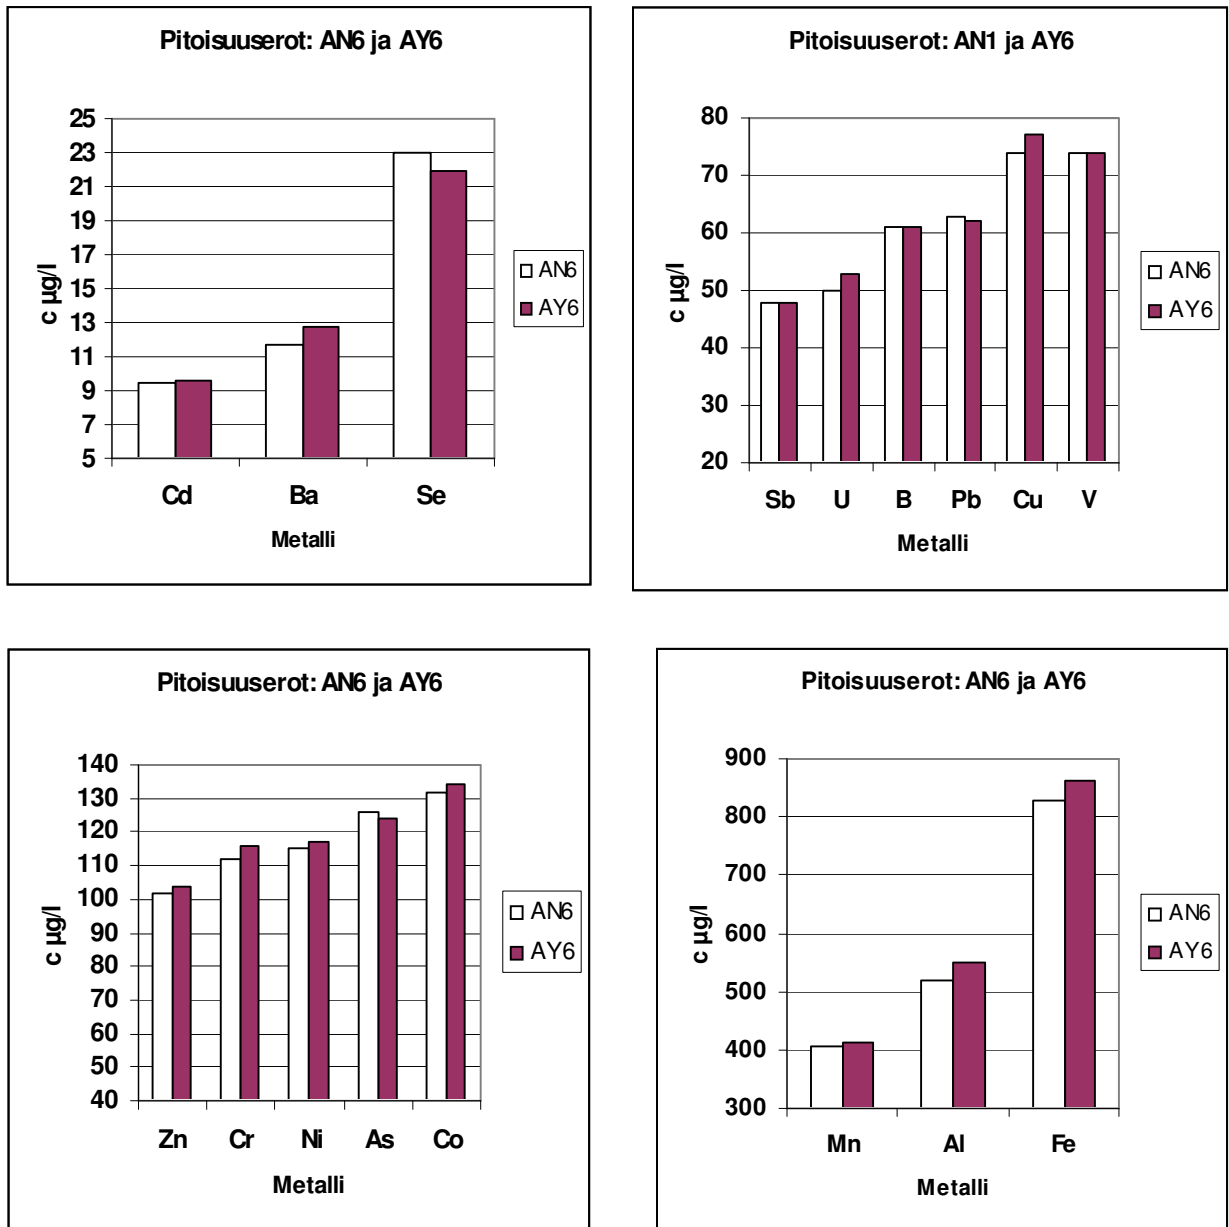 Pitoisuuserot: AN6 ja AY6
25
23
21
19
17
15
13
11
9
7
5
c µg/l
Cd Ba Se
Metalli
AN6
AY6
Pitoisuuserot: AN1 ja AY6
80
70
60
50
40
30
20
c µg/l
Sb U B Pb Cu V
Metalli
AN6
AY6
Pitoisuuserot: AN6 ja AY6
140
130
120
110
100
90
80
70
60
50
40
c µg/l
Zn Cr Ni As Co
Metalli
AN6
AY6
Pitoisuuserot: AN6 ja AY6
900
800
700
600
500
400
300
c µg/l
Mn Al Fe
Metalli
AN6
AY6